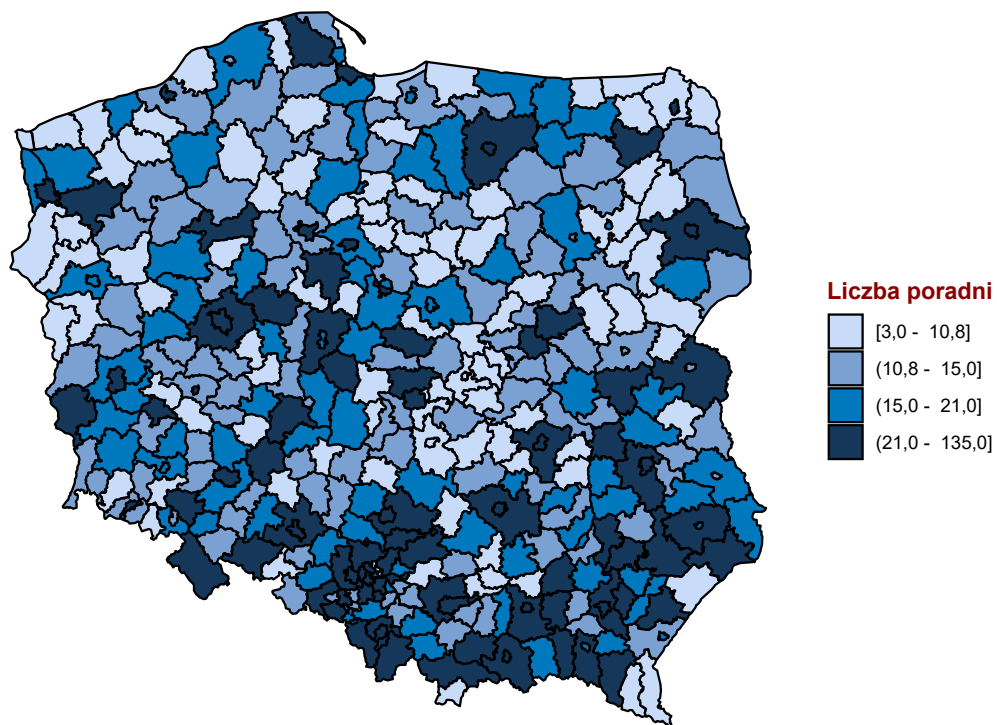 Liczba poradni
[3,0 - 10,8]
(10,8 - 15,0]
(15,0 - 21,0]
(21,0 - 135,0]